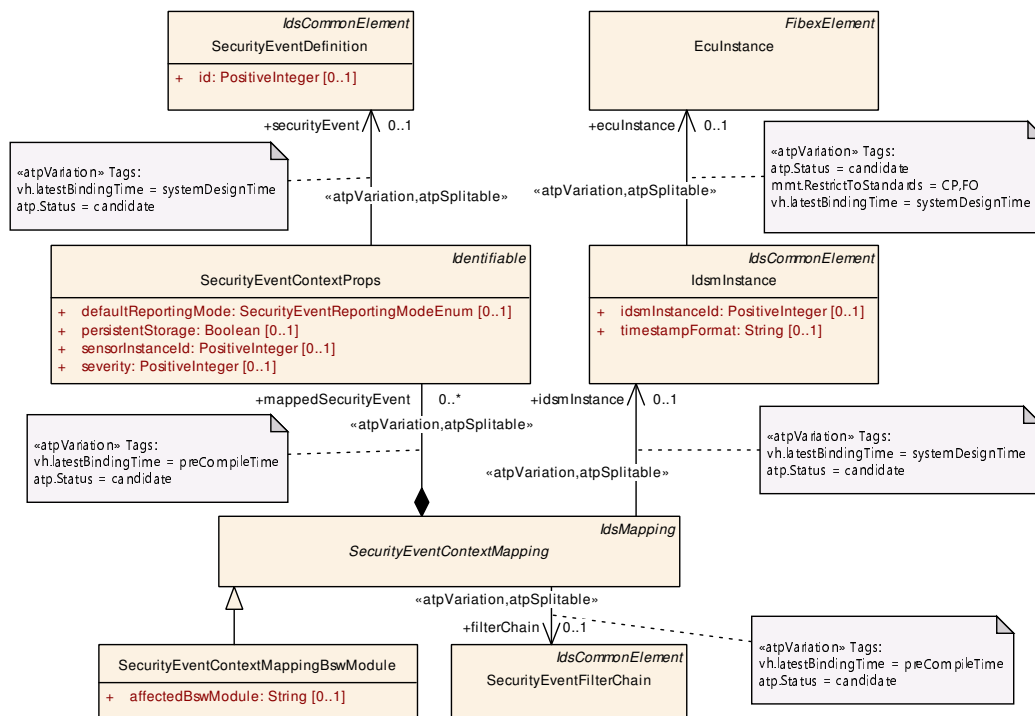 IdsCommonElement
SecurityEventDefinition
+ id: PositiveInteger [0..1]
FibexElement
EcuInstance
+securityEvent 0..1
+ecuInstance 0..1
«atpVariation» Tags:
vh.latestBindingTime = systemDesignTime
atp.Status = candidate
«atpVariation,atpSplitable»
«atpVariation,atpSplitable»
«atpVariation» Tags:
atp.Status = candidate
mmt.RestrictToStandards = CP,FO
vh.latestBindingTime = systemDesignTime
Identifiable
SecurityEventContextProps
+ defaultReportingMode: SecurityEventReportingModeEnum [0..1]
+ persistentStorage: Boolean [0..1]
+ sensorInstanceId: PositiveInteger [0..1]
+ severity: PositiveInteger [0..1]
IdsCommonElement
IdsmInstance
+ idsmInstanceId: PositiveInteger [0..1]
+ timestampFormat: String [0..1]
+mappedSecurityEvent 0..*
+idsmInstance 0..1
«atpVariation,atpSplitable»
«atpVariation» Tags:
vh.latestBindingTime = preCompileTime
atp.Status = candidate
«atpVariation,atpSplitable»
«atpVariation» Tags:
vh.latestBindingTime = systemDesignTime
atp.Status = candidate
IdsMapping
SecurityEventContextMapping
«atpVariation,atpSplitable»
+filterChain 0..1
«atpVariation» Tags:
vh.latestBindingTime = preCompileTime
atp.Status = candidate
SecurityEventContextMappingBswModule
+ affectedBswModule: String [0..1]
IdsCommonElement
SecurityEventFilterChain